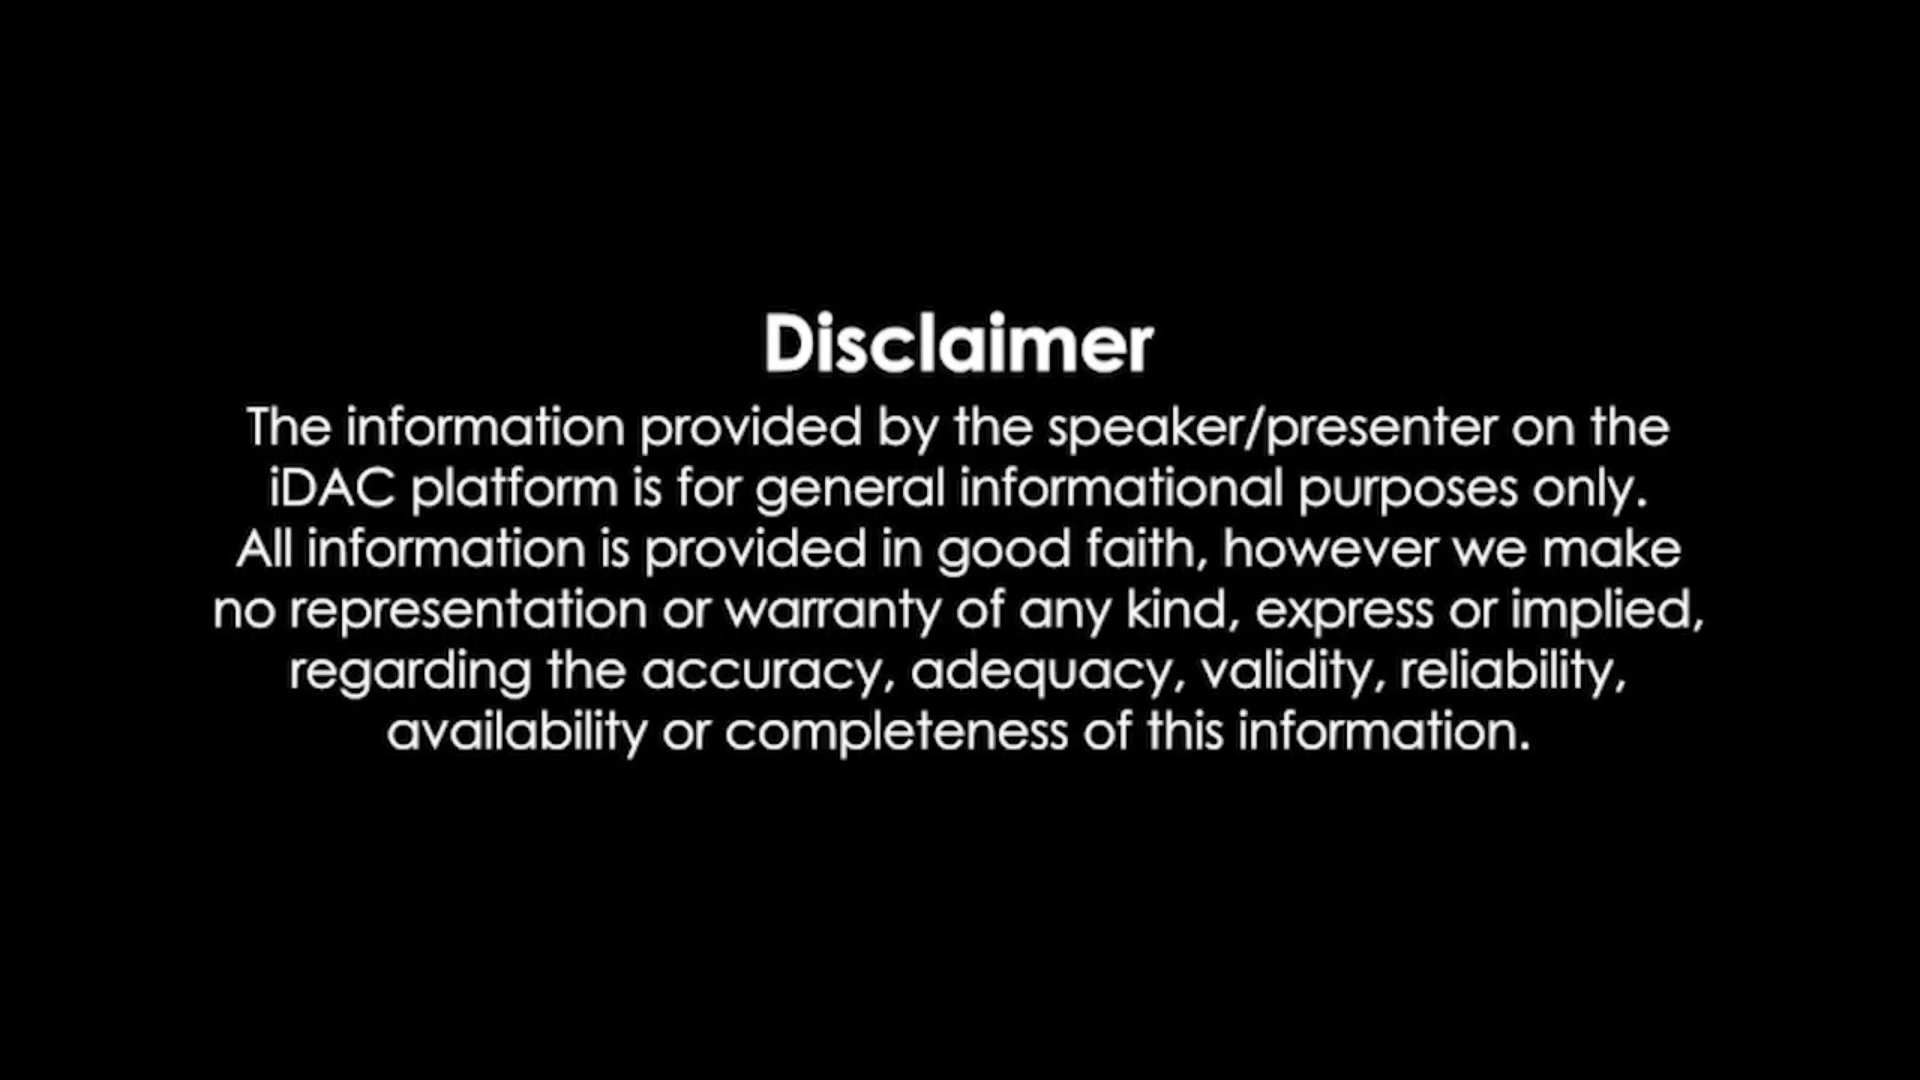 Disclaimer
The information provided by the speaker/presenter on the
iDAC platform is for general informational purposes only.
All information is provided in good faith, however we make
no representation or warranty of any kind, express or implied,
regarding the accuracy, adequacy, validity, reliability,
availability or completeness of this information.